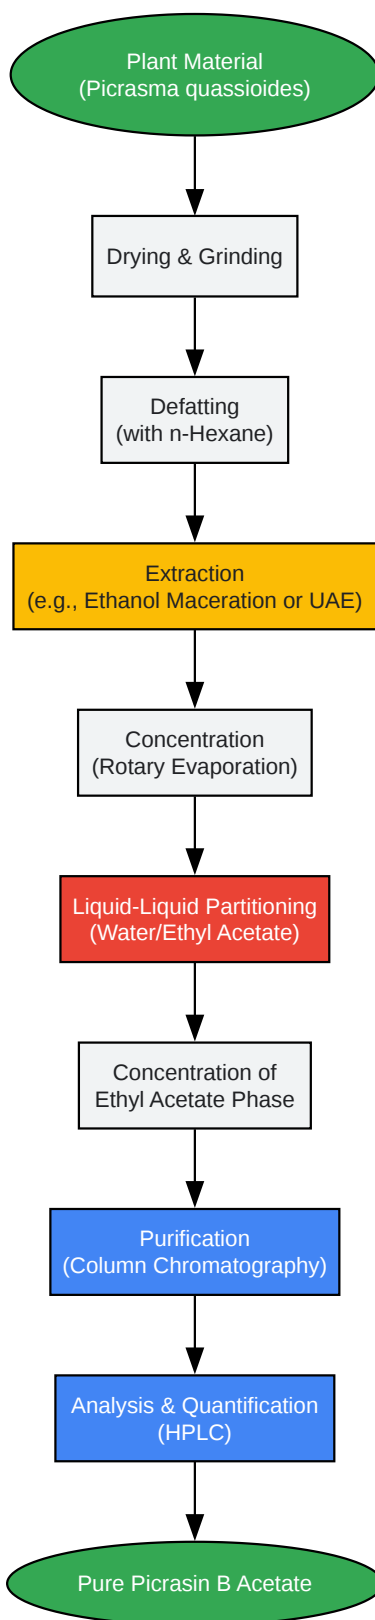 Plant Material
(Picrasma quassioides)
Drying & Grinding
Defatting
(with n-Hexane)
Extraction
(e.g., Ethanol Maceration or UAE)
Concentration
(Rotary Evaporation)
Liquid-Liquid Partitioning
(Water/Ethyl Acetate)
Concentration of
Ethyl Acetate Phase
Purification
(Column Chromatography)
Analysis & Quantification
(HPLC)
Pure Picrasin B Acetate